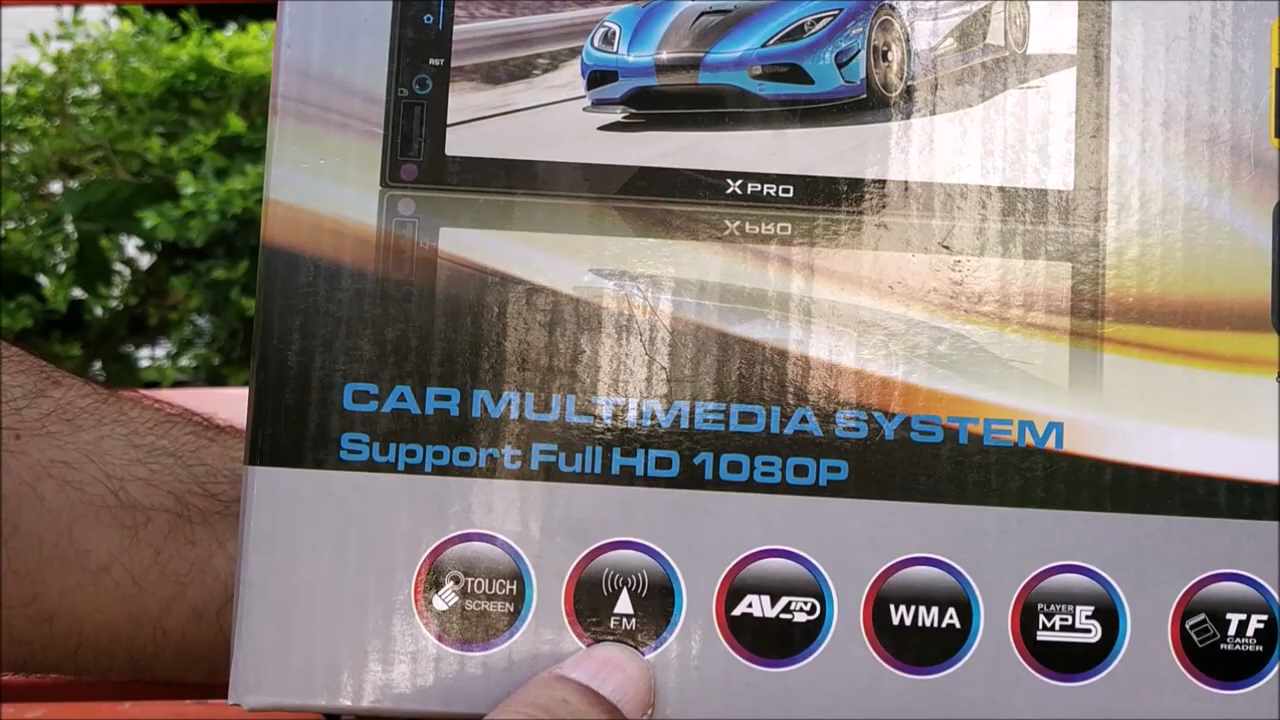 RST
XPRO
XPRO
CAR MULTIMEDIA SYSTEM
Support Full HD 1080P
TOUCH
SCREEN
FM
AV IN
WMA
PLAYER
MP5
TF
CARD
READER